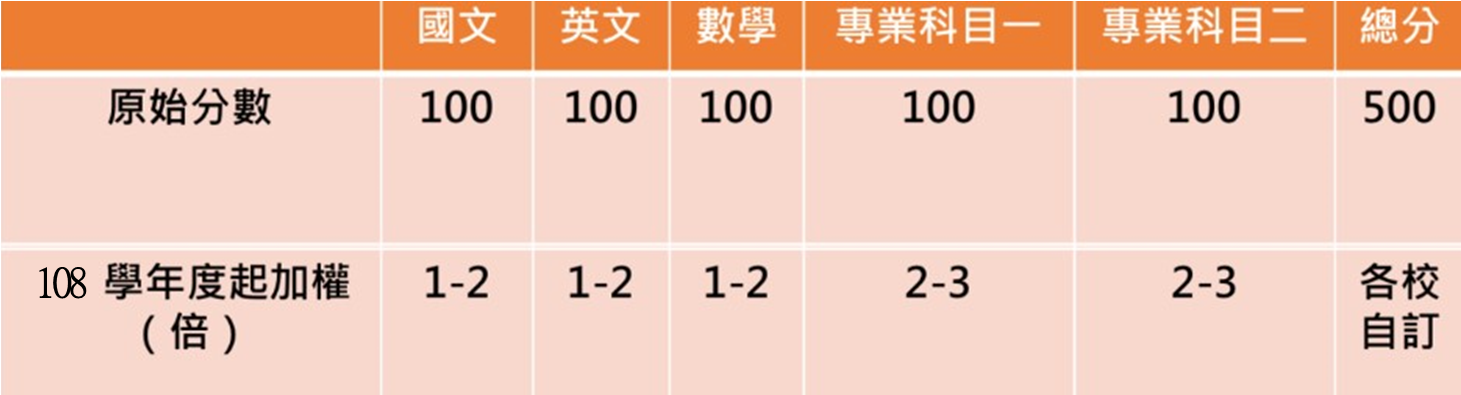 國文 英文 數學 專業科目一 專業科目二 總分
原始分數 100 100 100 100 100 500
108 學年度起加權 1-2 1-2 1-2 2-3 2-3 各校
(倍) 自訂